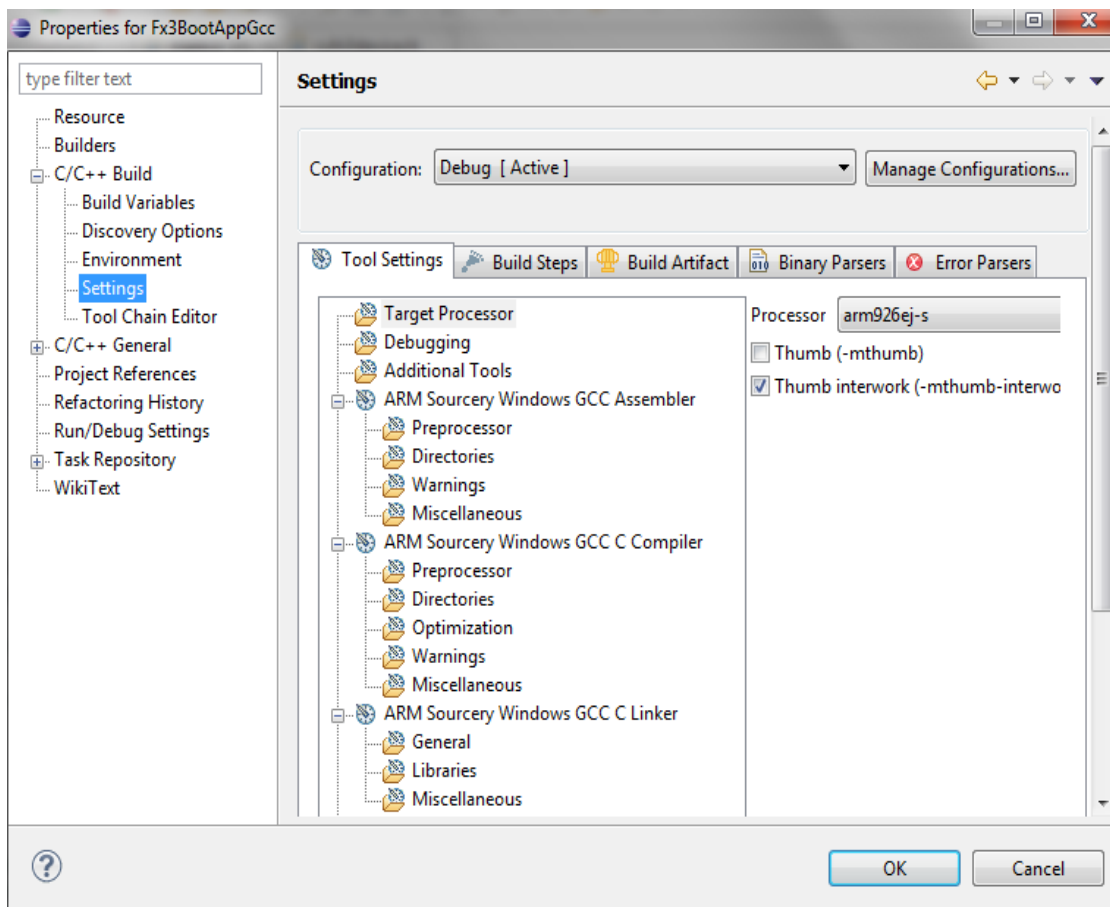 Properties for Fx3BootAppGcc
type filter text
Resource
Builders
C/C++ Build
Build Variables
Discovery Options
Environment
Settings
Tool Chain Editor
C/C++ General
Project References
Refactoring History
Run/Debug Settings
Task Repository
WikiText
Settings
Configuration: Debug [ Active ] Manage Configurations...
Tool Settings Build Steps Build Artifact Binary Parsers Error Parsers
Target Processor
Debugging
Additional Tools
ARM Sourcery Windows GCC Assembler
Preprocessor
Directories
Warnings
Miscellaneous
ARM Sourcery Windows GCC C Compiler
Preprocessor
Directories
Optimization
Warnings
Miscellaneous
ARM Sourcery Windows GCC C Linker
General
Libraries
Miscellaneous
Processor arm926ej-s
Thumb (-mthumb)
Thumb interwork (-mthumb-interwo
OK Cancel